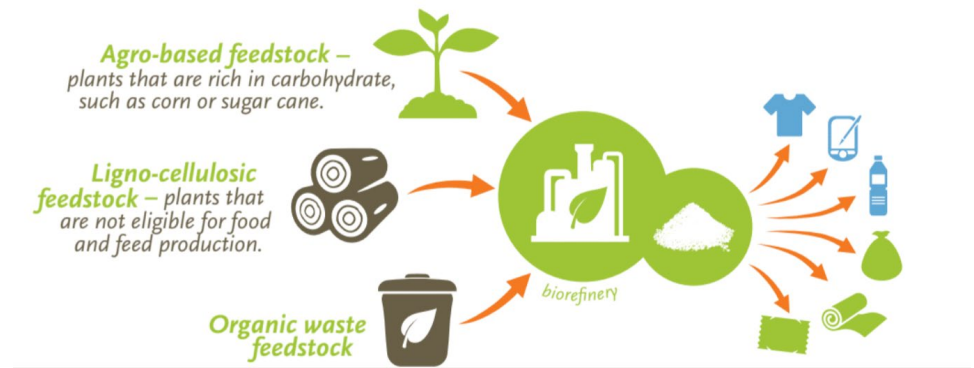 Agro-based feedstock –
plants that are rich in carbohydrate,
such as corn or sugar cane.
Ligno-cellulosic
feedstock – plants that
are not eligible for food
and feed production.
Organic waste
feedstock
biorefinery